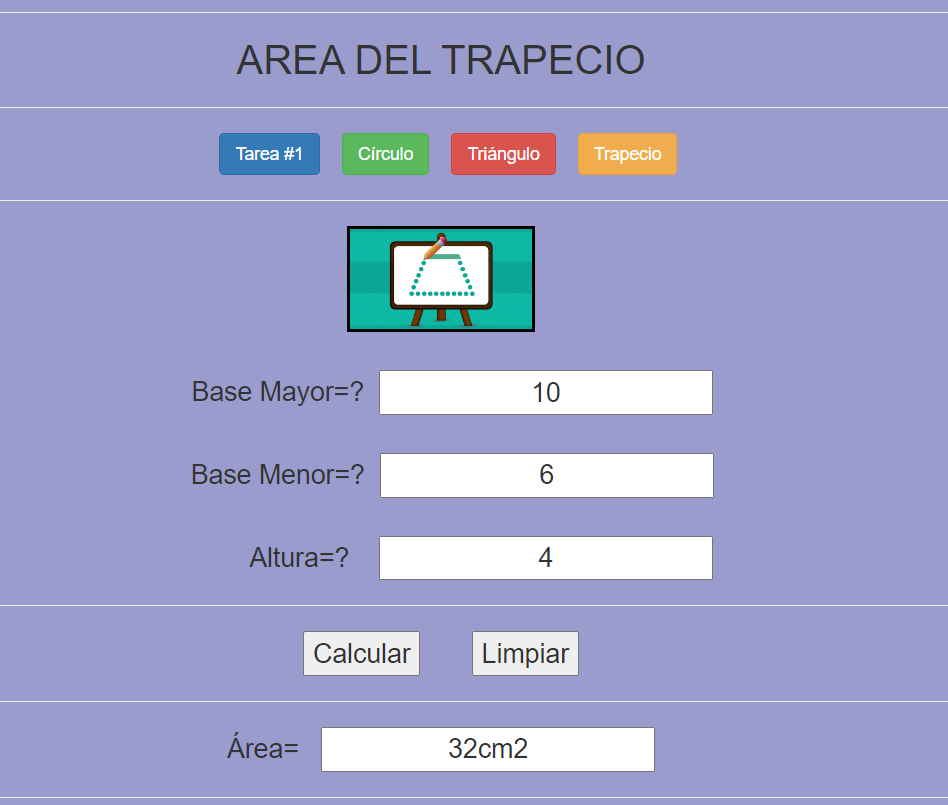 AREA DEL TRAPECIO
Tarea #1 Círculo Triángulo Trapecio
Base Mayor=? 10
Base Menor=? 6
Altura=? 4
Calcular Limpiar
Área= 32cm2